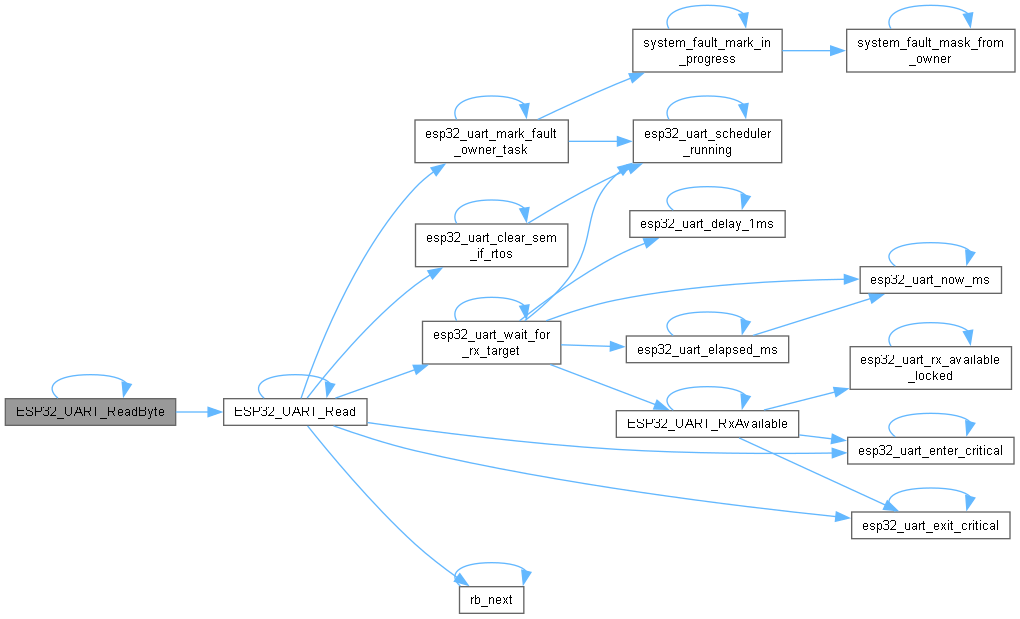 system_fault_mark_in
_progress
system_fault_mask_from
_owner
esp32_uart_mark_fault
_owner_task
esp32_uart_scheduler
_running
esp32_uart_clear_sem
_if_rtos
esp32_uart_delay_1ms
esp32_uart_now_ms
esp32_uart_wait_for
_rx_target
esp32_uart_elapsed_ms
esp32_uart_rx_available
_locked
ESP32_UART_ReadByte
ESP32_UART_Read
ESP32_UART_RxAvailable
esp32_uart_enter_critical
esp32_uart_exit_critical
rb_next